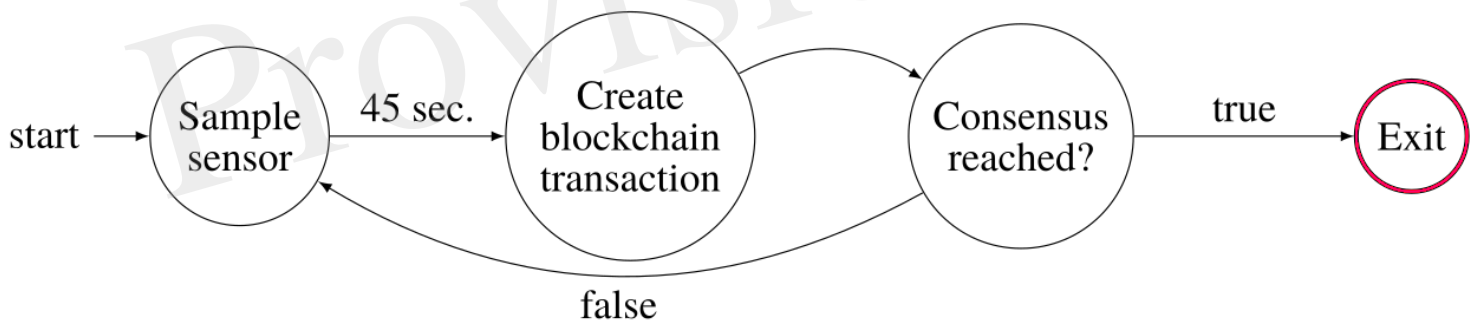 start
Sample
sensor
45 sec.
Create
blockchain
transaction
Consensus
reached?
true
Exit
false